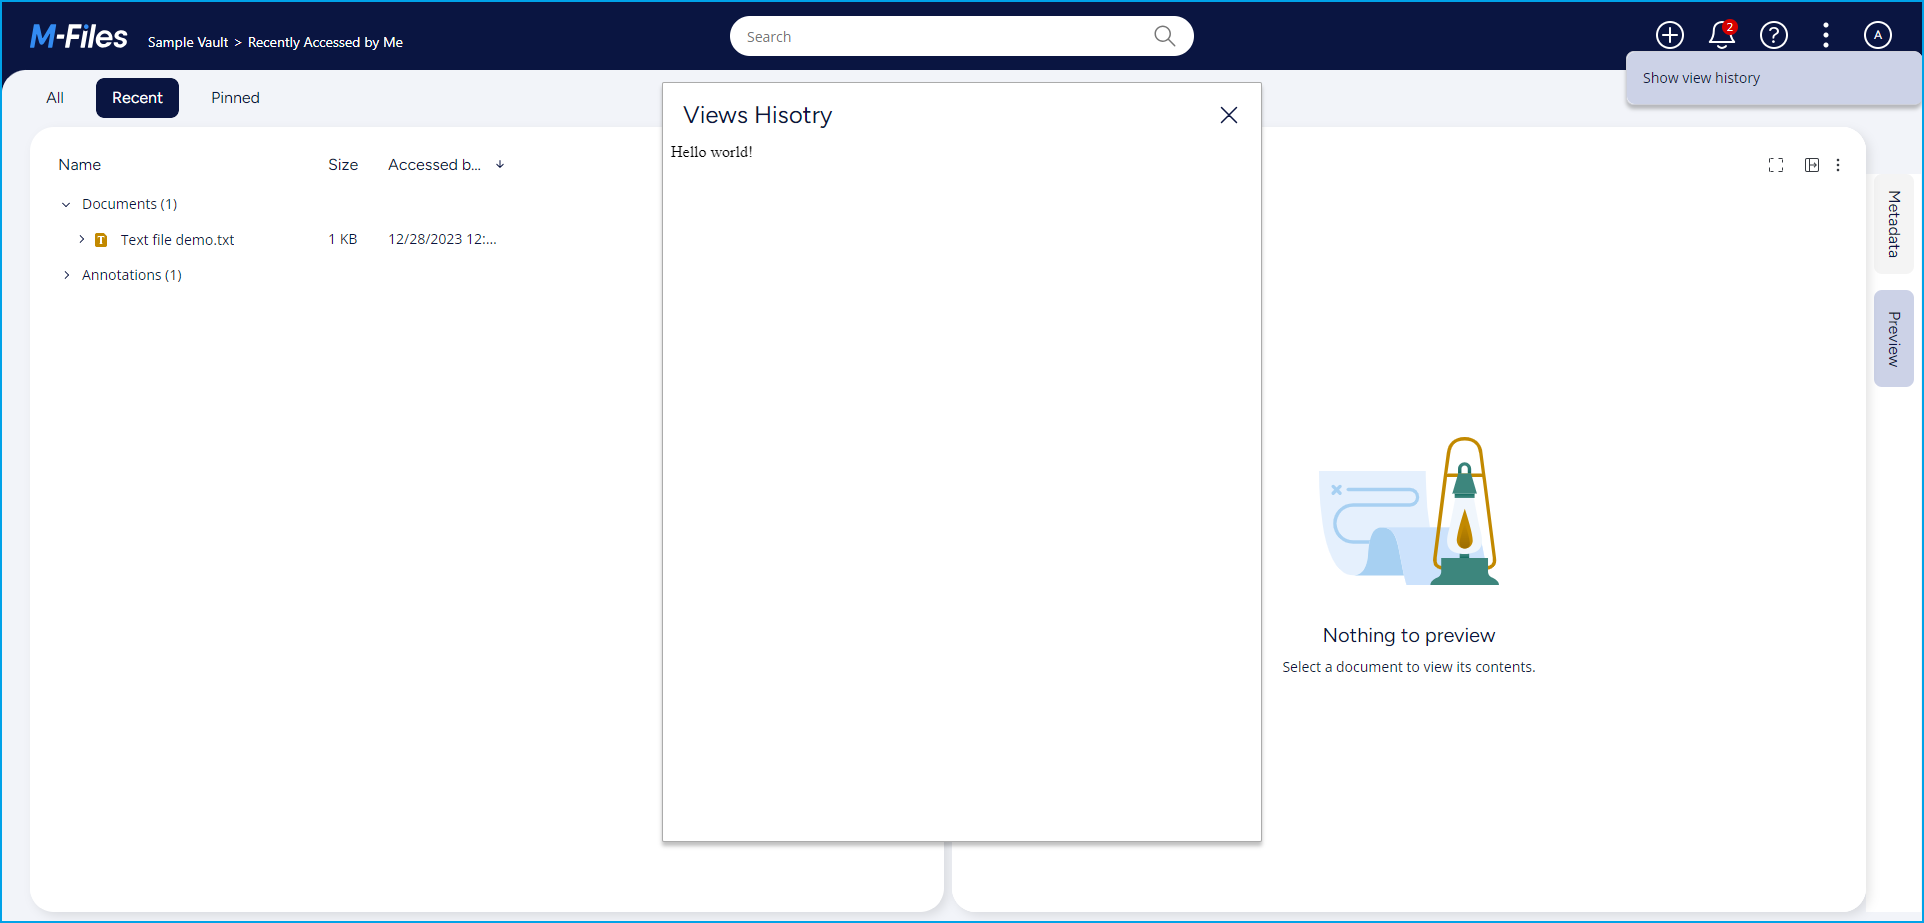 M-Files
Sample Vault > Recently Accessed by Me
Search
2
?
A
Show view history
All
Recent
Pinned
Name
Size
Accessed b...
Documents (1)
T
Text file demo.txt
1 KB
12/28/2023 12:...
Annotations (1)
Views Hisotry
Hello world!
Metadata
Preview
Nothing to preview
Select a document to view its contents.